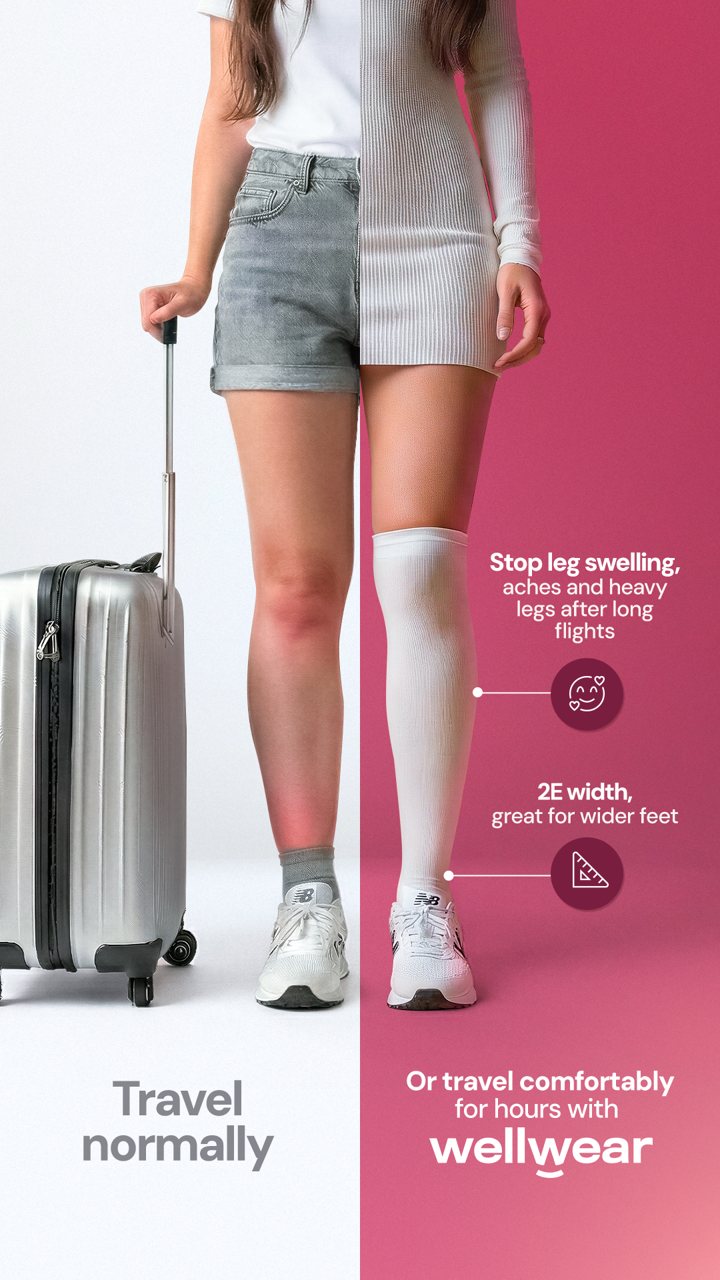 Stop leg swelling,
aches and heavy
legs after long
flights
2E width,
great for wider feet
NB
Travel
normally
Or travel comfortably
for hours with
wellwear